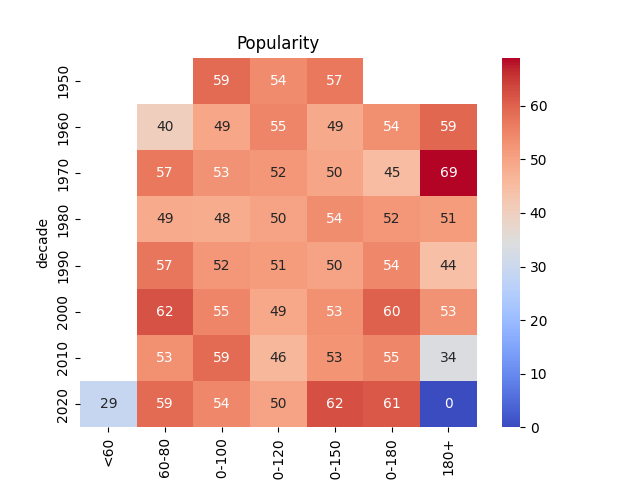 Popularity
decade
1950 59 54 57
1960 40 49 55 49 54 59
1970 57 53 52 50 45 69
1980 49 48 50 54 52 51
1990 57 52 51 50 54 44
2000 62 55 49 53 60 53
2010 53 59 46 53 55 34
2020 29 59 54 50 62 61 0
<60 60-80 0-100 0-120 0-150 0-180 180+
60
50
40
30
20
10
0